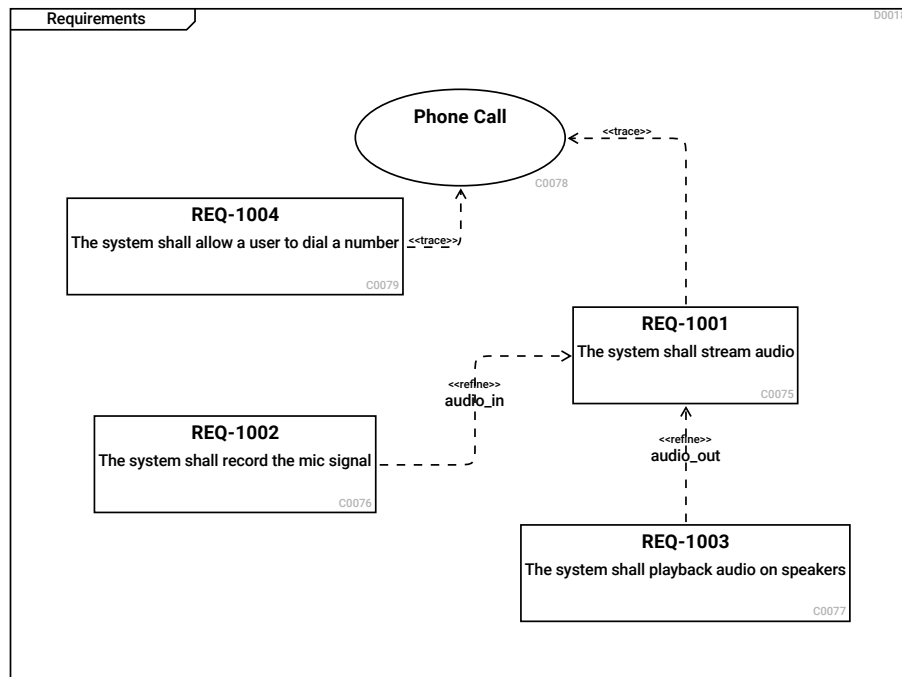 Requirements
D0018
Phone Call
<<trace>>
C0078
REQ-1004
The system shall allow a user to dial a number
<<trace>>
C0079
REQ-1001
The system shall stream audio
C0075
<<refine>>
audio_in
REQ-1002
The system shall record the mic signal
C0076
<<refine>>
audio_out
REQ-1003
The system shall playback audio on speakers
C0077